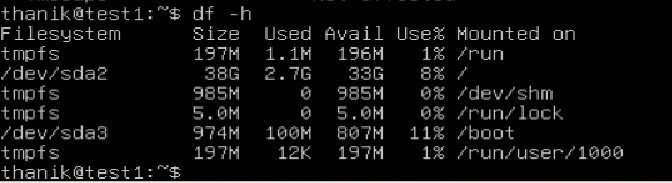 thanik@test1:~$ df -h
Filesystem      Size  Used Avail Use% Mounted on
tmpfs           197M  1.1M  196M   1% /run
/dev/sda2        38G  2.7G   33G   8% /
tmpfs           985M     0  985M   0% /dev/shm
tmpfs           5.0M     0  5.0M   0% /run/lock
/dev/sda3       974M  100M  807M  11% /boot
tmpfs           197M   12K  197M   1% /run/user/1000
thanik@test1:~$